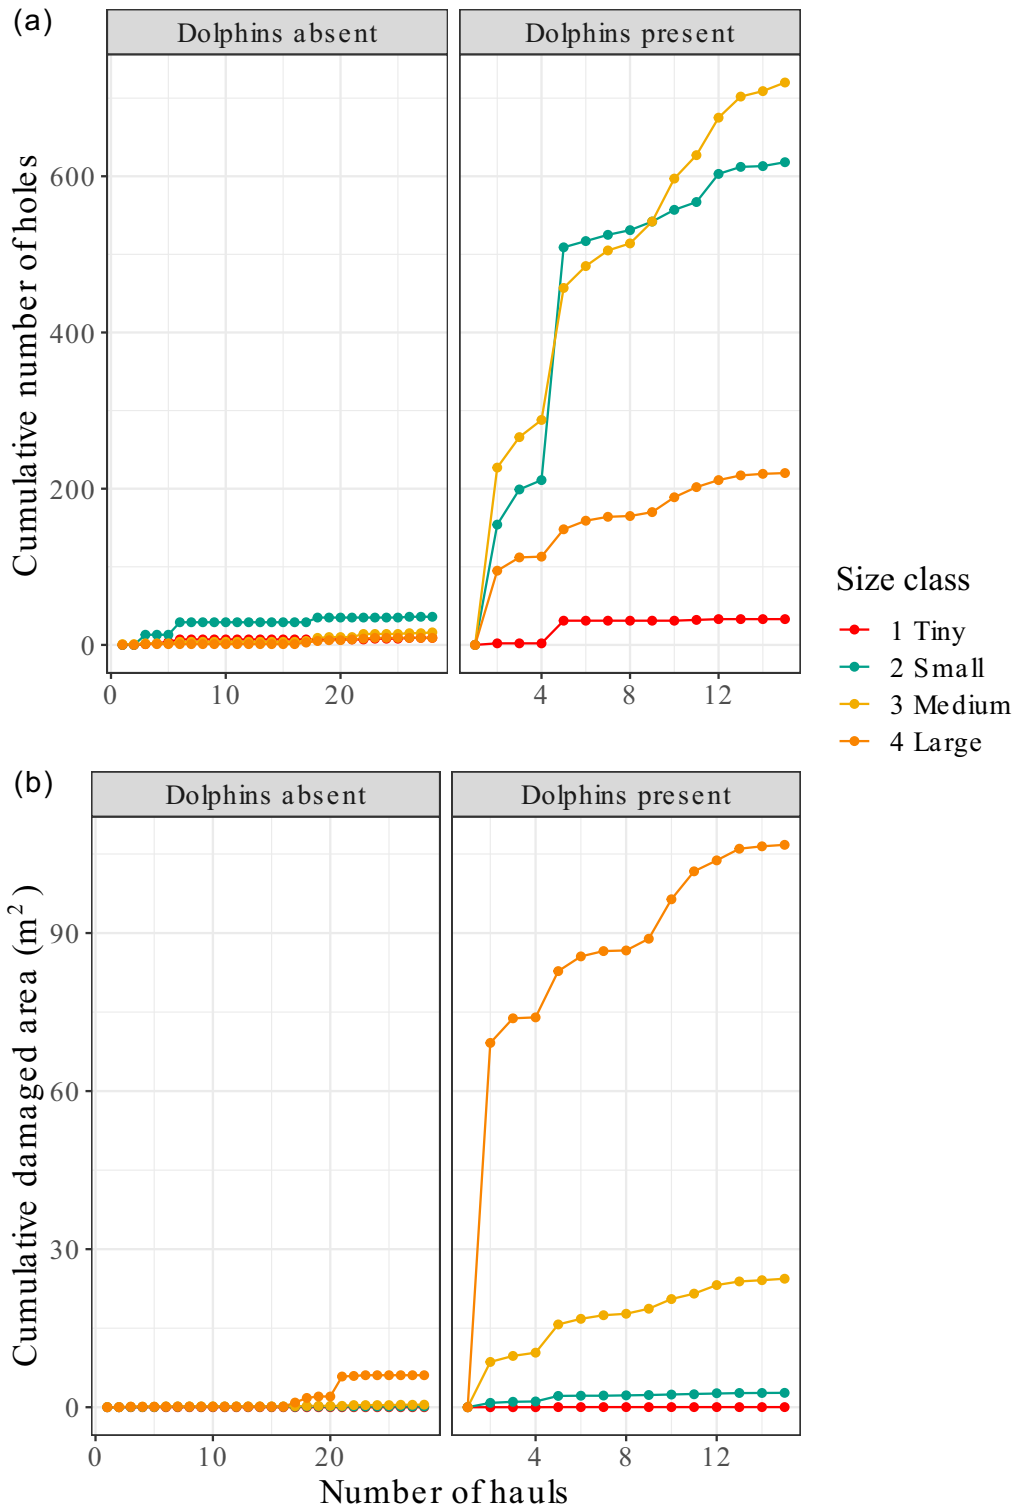 (a)
Dolphins absent
Dolphins present
Cumulative number of holes
600
400
200
0
0
10
20
4
8
12
Size class
1 Tiny
2 Small
3 Medium
4 Large
(b)
Dolphins absent
Dolphins present
Cumulative damaged area (m²)
90
60
30
0
0
10
20
4
8
12
Number of hauls